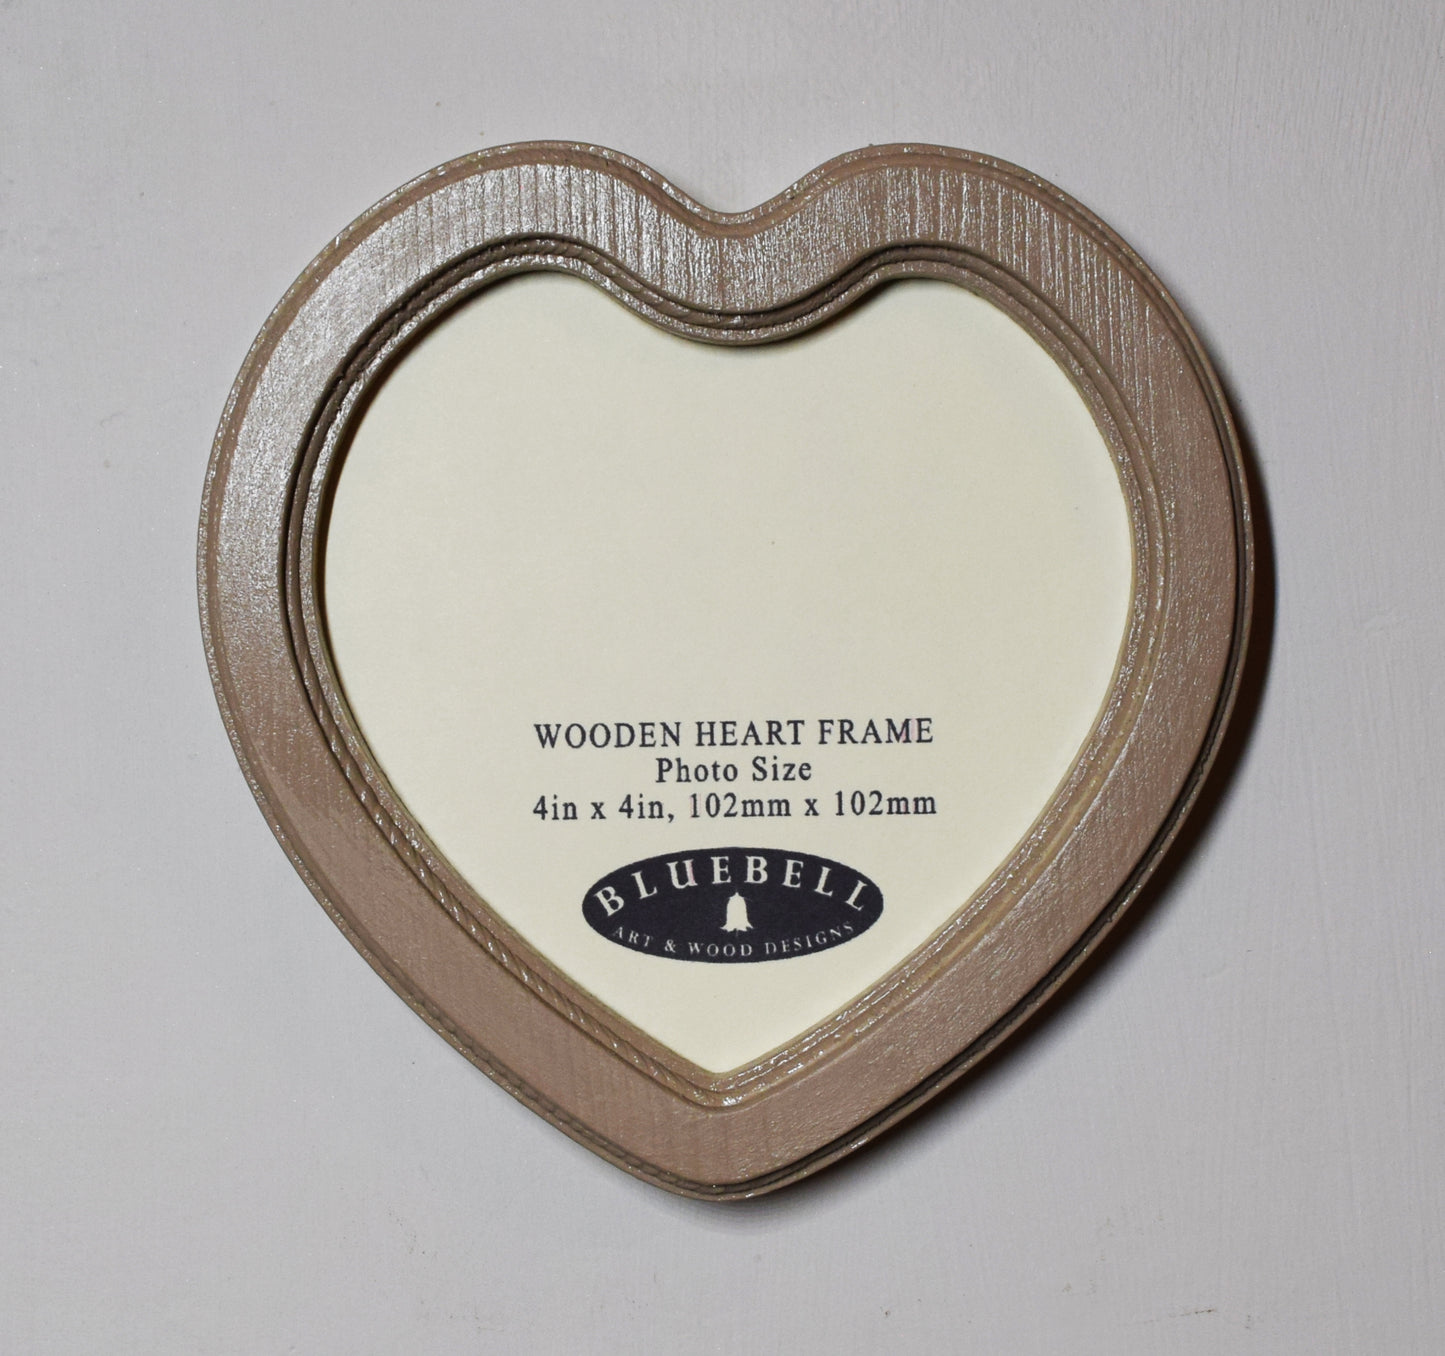 WOODEN HEART FRAME
Photo Size
4in x 4in, 102mm x 102mm
BLUEBELL
ART & WOOD DESIGNS